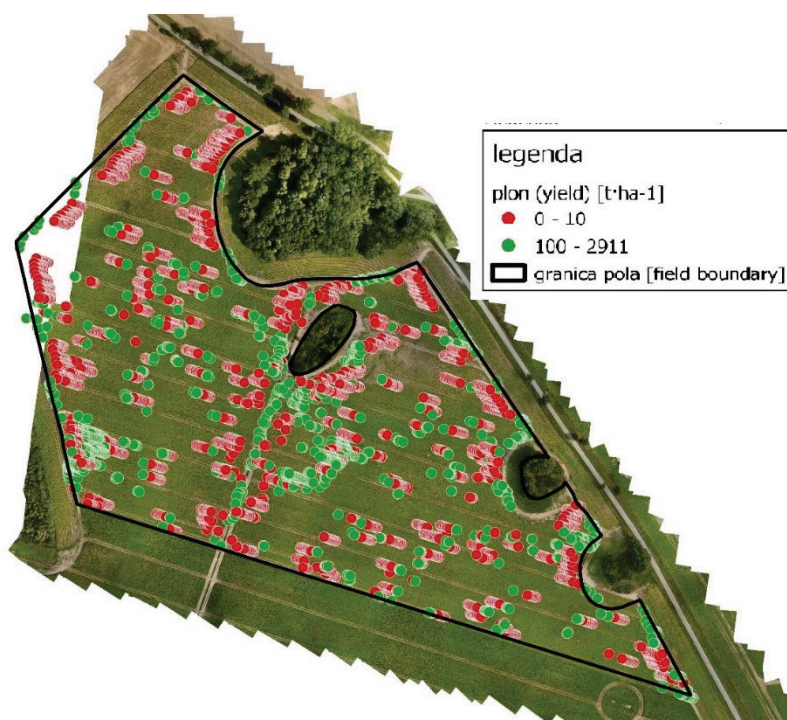 legenda
plon (yield) [t·ha-1]
0 - 10
100 - 2911
granica pola [field boundary]